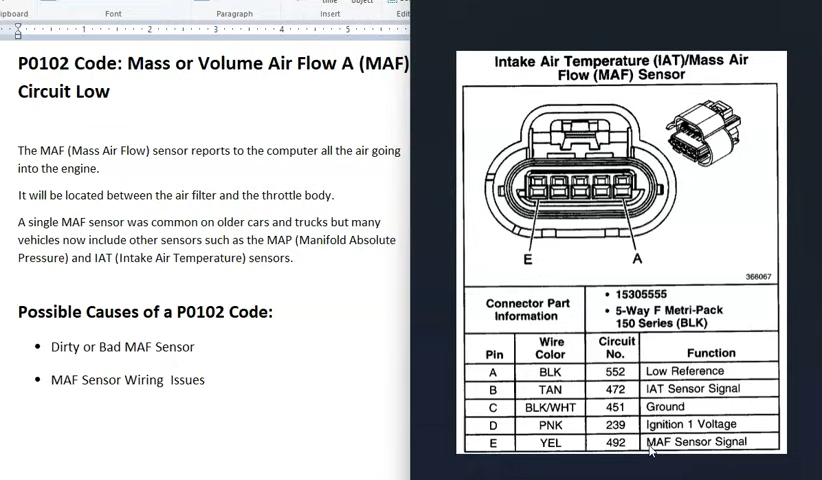 Font
Paragraph
Insert
1
2
3
4
5
P0102 Code: Mass or Volume Air Flow A (MAF)
Circuit Low
The MAF (Mass Air Flow) sensor reports to the computer all the air going
into the engine.
It will be located between the air filter and the throttle body.
A single MAF sensor was common on older cars and trucks but many
vehicles now include other sensors such as the MAP (Manifold Absolute
Pressure) and IAT (Intake Air Temperature) sensors.
Possible Causes of a P0102 Code:
• Dirty or Bad MAF Sensor
• MAF Sensor Wiring Issues
Intake Air Temperature (IAT)/Mass Air
Flow (MAF) Sensor
E A
366067
Connector Part
Information
• 15305555
• 5-Way F Metri-Pack
150 Series (BLK)
Pin Wire Color Circuit No. Function
A BLK 552 Low Reference
B TAN 472 IAT Sensor Signal
C BLK/WHT 451 Ground
D PNK 239 Ignition 1 Voltage
E YEL 492 MAF Sensor Signal